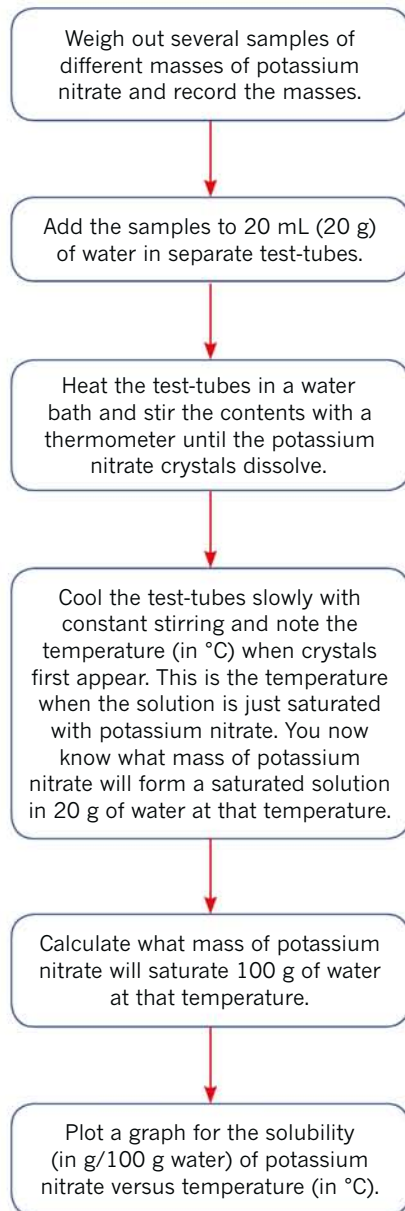 Weigh out several samples of
different masses of potassium
nitrate and record the masses.
Add the samples to 20 mL (20 g)
of water in separate test-tubes.
Heat the test-tubes in a water
bath and stir the contents with a
thermometer until the potassium
nitrate crystals dissolve.
Cool the test-tubes slowly with
constant stirring and note the
temperature (in °C) when crystals
first appear. This is the temperature
when the solution is just saturated
with potassium nitrate. You now
know what mass of potassium
nitrate will form a saturated solution
in 20 g of water at that temperature.
Calculate what mass of potassium
nitrate will saturate 100 g of water
at that temperature.
Plot a graph for the solubility
(in g/100 g water) of potassium
nitrate versus temperature (in °C).